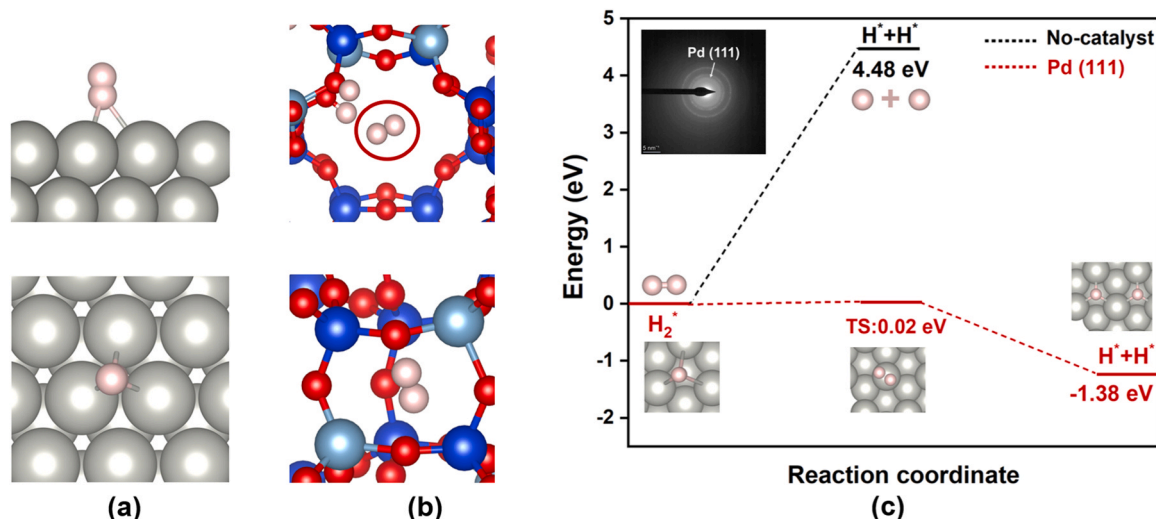 (a)
(b)
Energy (eV)
5
4
3
2
1
0
-1
-2
Pd (111)
5 nm⁻¹
H*+H*
4.48 eV
No-catalyst
Pd (111)
H₂*
TS:0.02 eV
H*+H*
-1.38 eV
Reaction coordinate
(c)